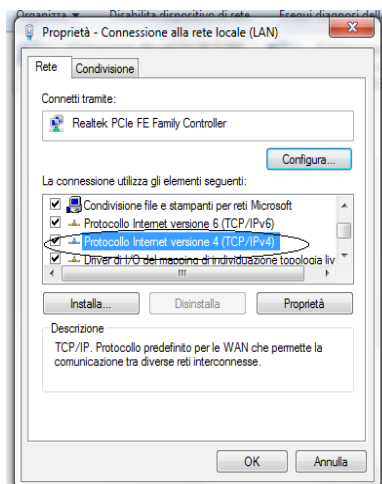 Organizza Disabilita dispositivo di rete Esegui diagnosi dell
Proprietà - Connessione alla rete locale (LAN)
Rete Condivisione
Connetti tramite:
Realtek PCIe FE Family Controller
Configura...
La connessione utilizza gli elementi seguenti:
Condivisione file e stampanti per reti Microsoft
Protocollo Internet versione 6 (TCP/IPv6)
Protocollo Internet versione 4 (TCP/IPv4)
Driver di I/O del mapping di individuazione topologia liv
Installa... Disinstalla Proprietà
Descrizione
TCP/IP. Protocollo predefinito per le WAN che permette la
comunicazione tra diverse reti interconnesse.
OK Annulla